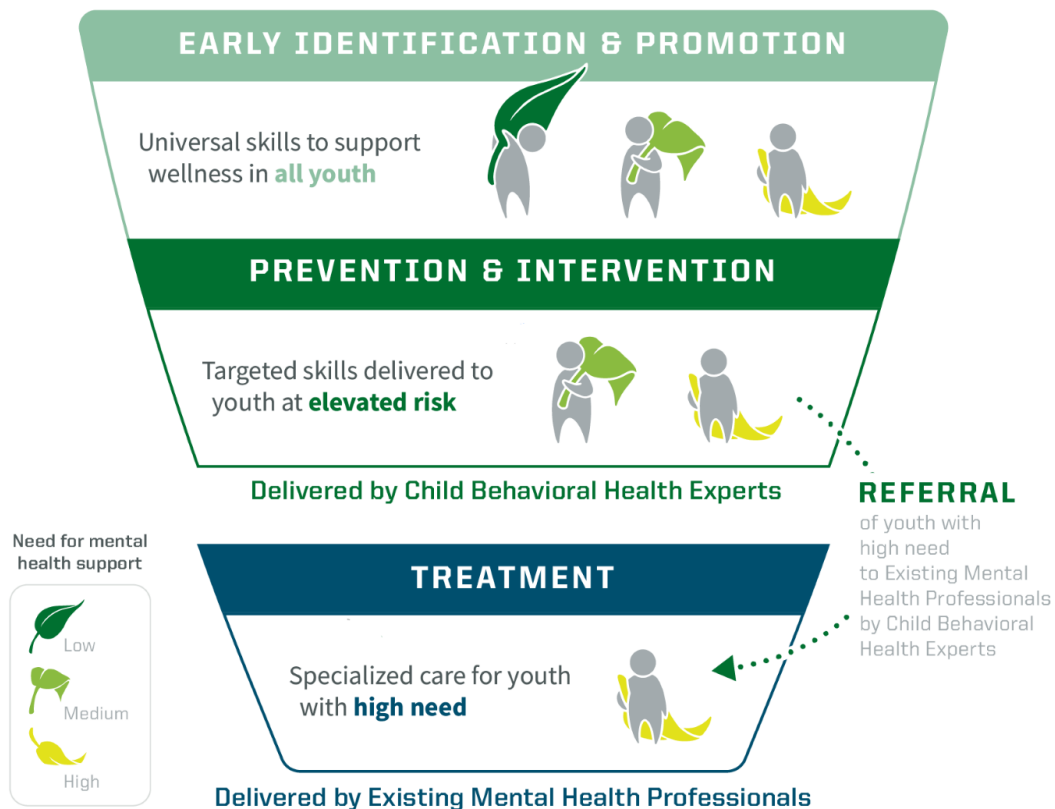 EARLY IDENTIFICATION & PROMOTION
Universal skills to support
wellness in all youth
PREVENTION & INTERVENTION
Targeted skills delivered to
youth at elevated risk
Delivered by Child Behavioral Health Experts
REFERRAL
of youth with
high need
to Existing Mental
Health Professionals
by Child Behavioral
Health Experts
Need for mental
health support
Low
Medium
High
TREATMENT
Specialized care for youth
with high need
Delivered by Existing Mental Health Professionals